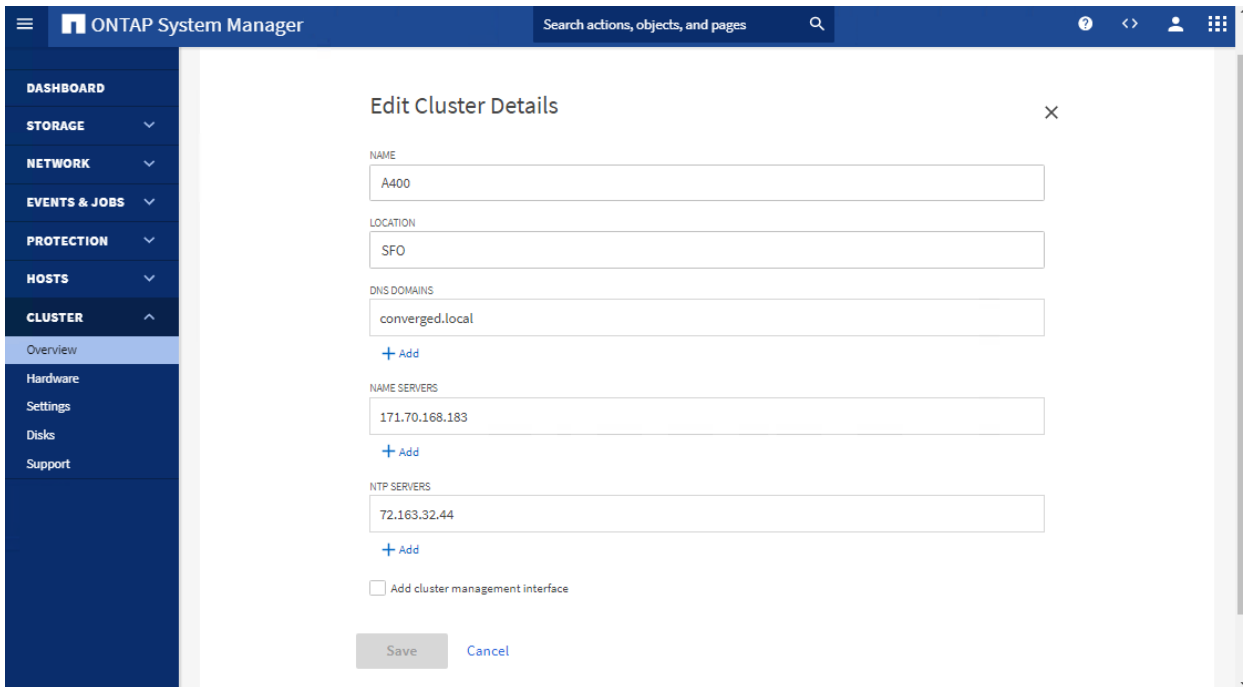 ONTAP System Manager
Search actions, objects, and pages
DASHBOARD
STORAGE
NETWORK
EVENTS & JOBS
PROTECTION
HOSTS
CLUSTER
Overview
Hardware
Settings
Disks
Support
Edit Cluster Details
NAME
A400
LOCATION
SFO
DNS DOMAINS
converged.local
+ Add
NAME SERVERS
171.70.168.183
+ Add
NTP SERVERS
72.163.32.44
+ Add
Add cluster management interface
Save Cancel